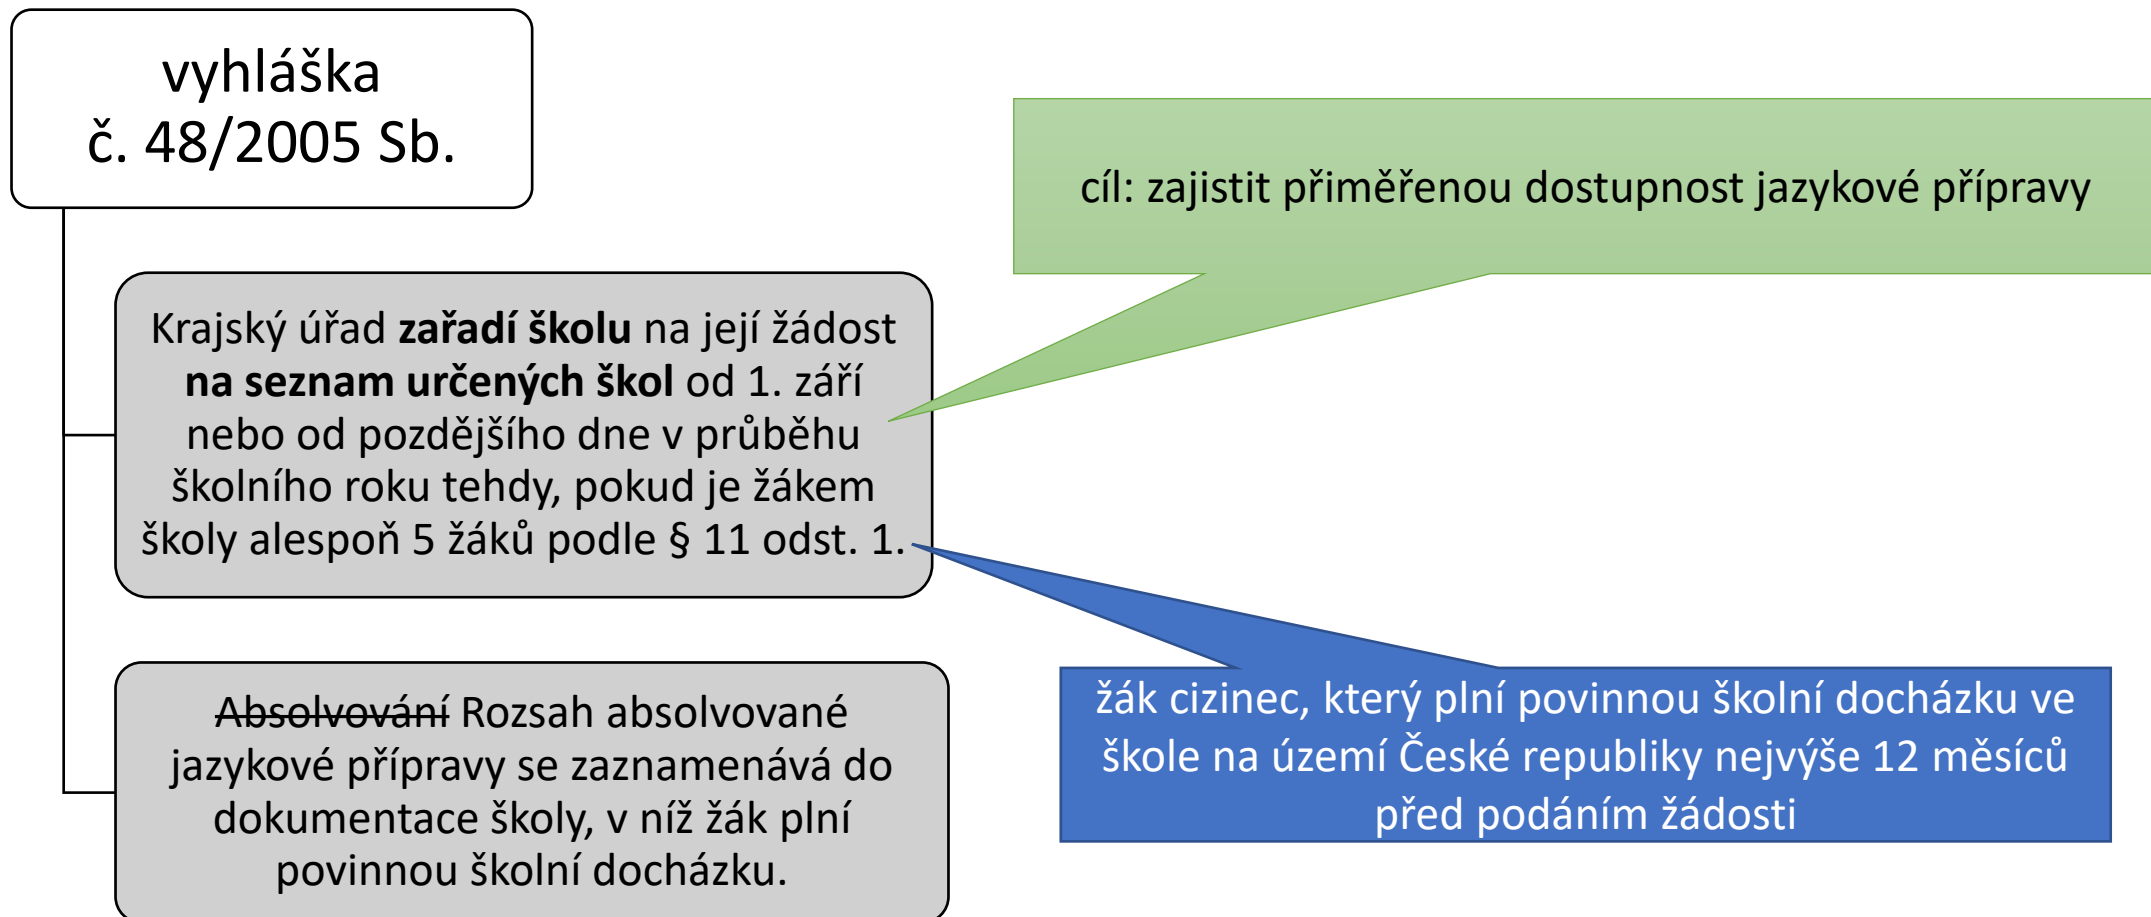 vyhláška
č. 48/2005 Sb.
cíl: zajistit přiměřenou dostupnost jazykové přípravy
Krajský úřad zařadí školu na její žádost
na seznam určených škol od 1. září
nebo od pozdějšího dne v průběhu
školního roku tehdy, pokud je žákem
školy alespoň 5 žáků podle § 11 odst. 1.
žák cizinec, který plní povinnou školní docházku ve
škole na území České republiky nejvýše 12 měsíců
před podáním žádosti
Absolvování Rozsah absolvované
jazykové přípravy se zaznamenává do
dokumentace školy, v níž žák plní
povinnou školní docházku.